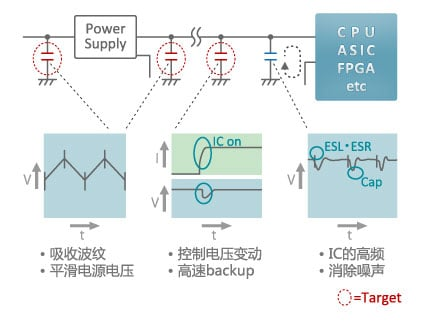 Power
Supply
CPU
ASIC
FPGA
etc
IC on
I
ESL・ESR
V
V
V
Cap
t
t
t
• 吸收波纹
• 平滑电源电压
• 控制电压变动
• 高速backup
• IC的高频
• 消除噪声
=Target